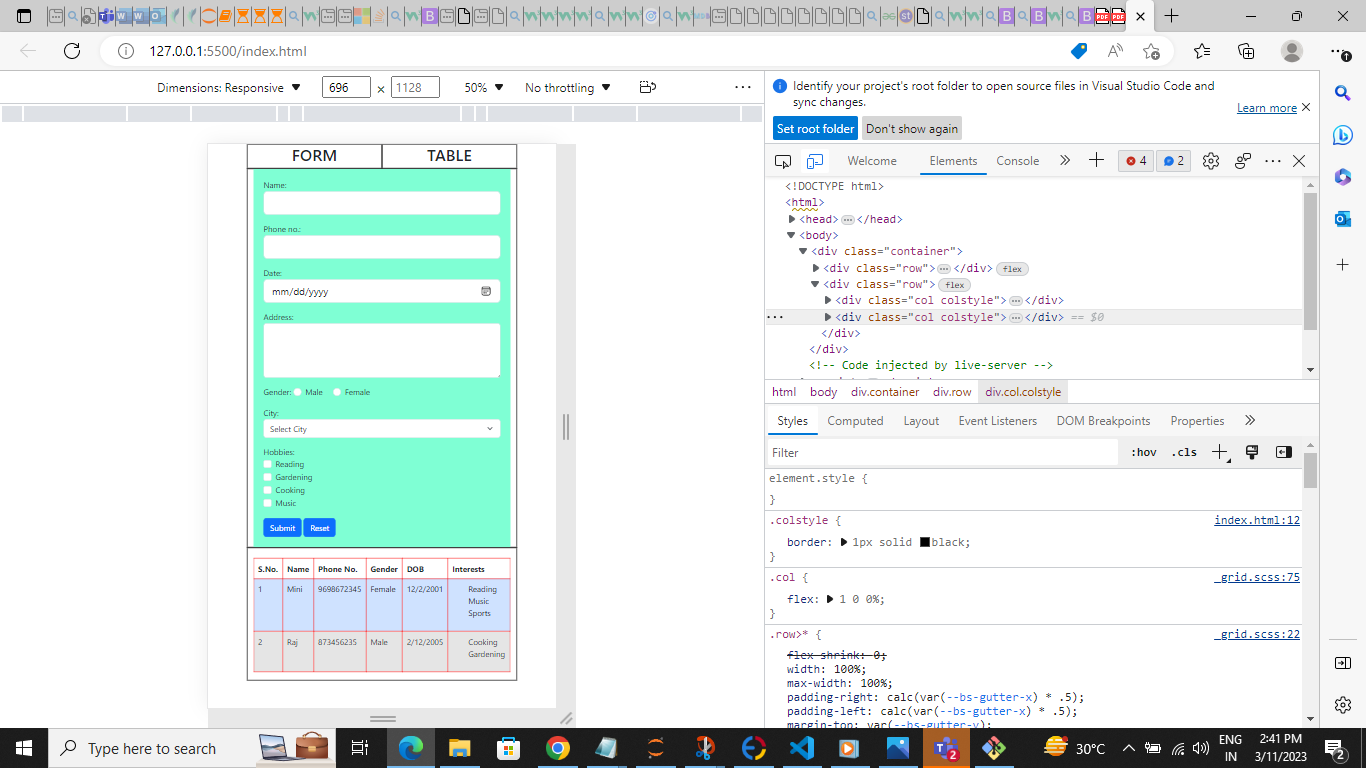 127.0.0.1:5500/index.html
Dimensions: Responsive
696 × 1128
50%
No throttling
FORM TABLE
Name:
Phone no.:
Date:
mm/dd/yyyy
Address:
Gender: Male Female
City:
Select City
Hobbies:
Reading
Gardening
Cooking
Music
Submit Reset
S.No. Name Phone No. Gender DOB Interests
1 Mini 9698672345 Female 12/2/2001 Reading
Music
Sports
2 Raj 873456235 Male 2/12/2005 Cooking
Gardening
Identify your project's root folder to open source files in Visual Studio Code and
sync changes.
Learn more
Set root folder Don't show again
Welcome Elements Console 4 2
<!DOCTYPE html>
<html>
<head> </head>
<body>
<div class="container">
<div class="row"> </div> flex
<div class="row"> flex
<div class="col colstyle"> </div>
<div class="col colstyle"> </div> == $0
</div>
</div>
<!-- Code injected by live-server -->
html body div.container div.row div.col.colstyle
Styles Computed Layout Event Listeners DOM Breakpoints Properties
Filter :hov .cls
element.style {
}
.colstyle { index.html:12
border: 1px solid black;
}
.col { _grid.scss:75
flex: 1 0 0%;
}
.row>* { _grid.scss:22
flex-shrink: 0;
width: 100%;
max-width: 100%;
padding-right: calc(var(--bs-gutter-x) * .5);
padding-left: calc(var(--bs-gutter-x) * .5);
margin-top: var(--bs-gutter-y);
Type here to search
30°C
ENG
IN
2:41 PM
3/11/2023
2